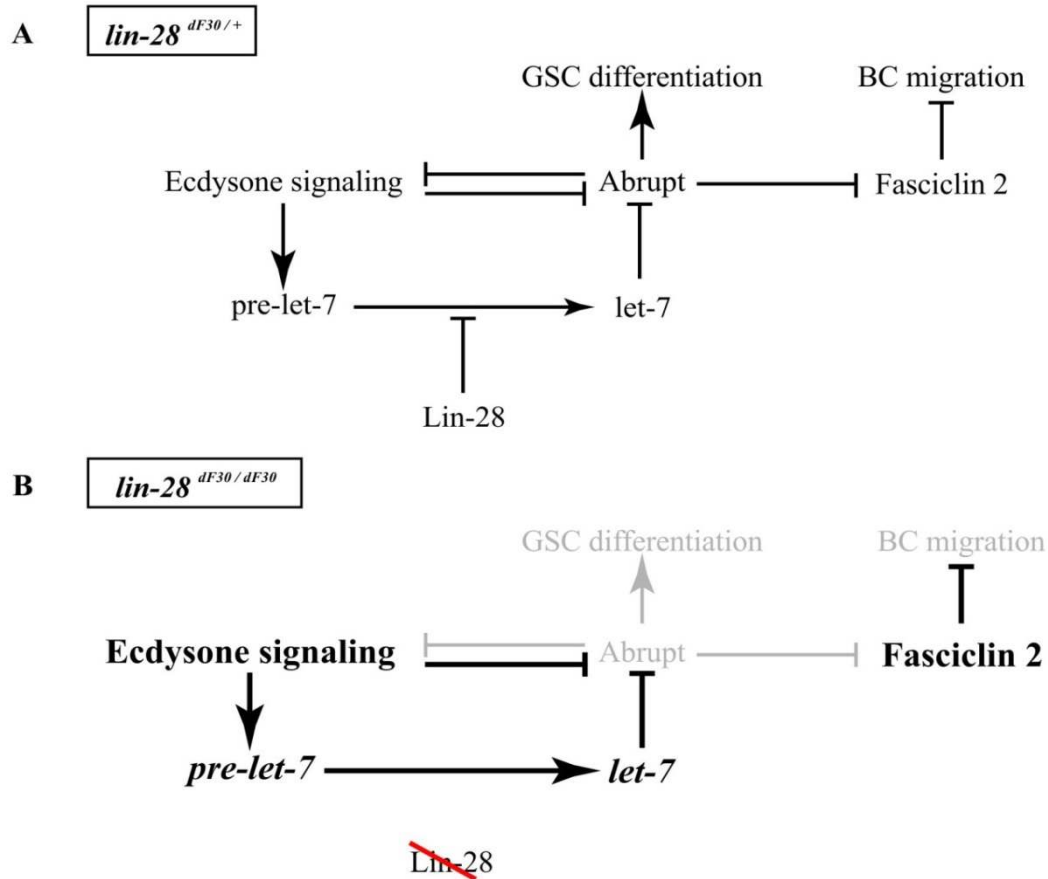 A
lin-28 dF30/+
GSC differentiation
BC migration
Ecdysone signaling
Abrupt
Fasciclin 2
pre-let-7
let-7
Lin-28
B
lin-28 dF30/dF30
GSC differentiation
BC migration
Ecdysone signaling
Abrupt
Fasciclin 2
pre-let-7
let-7
Lin-28